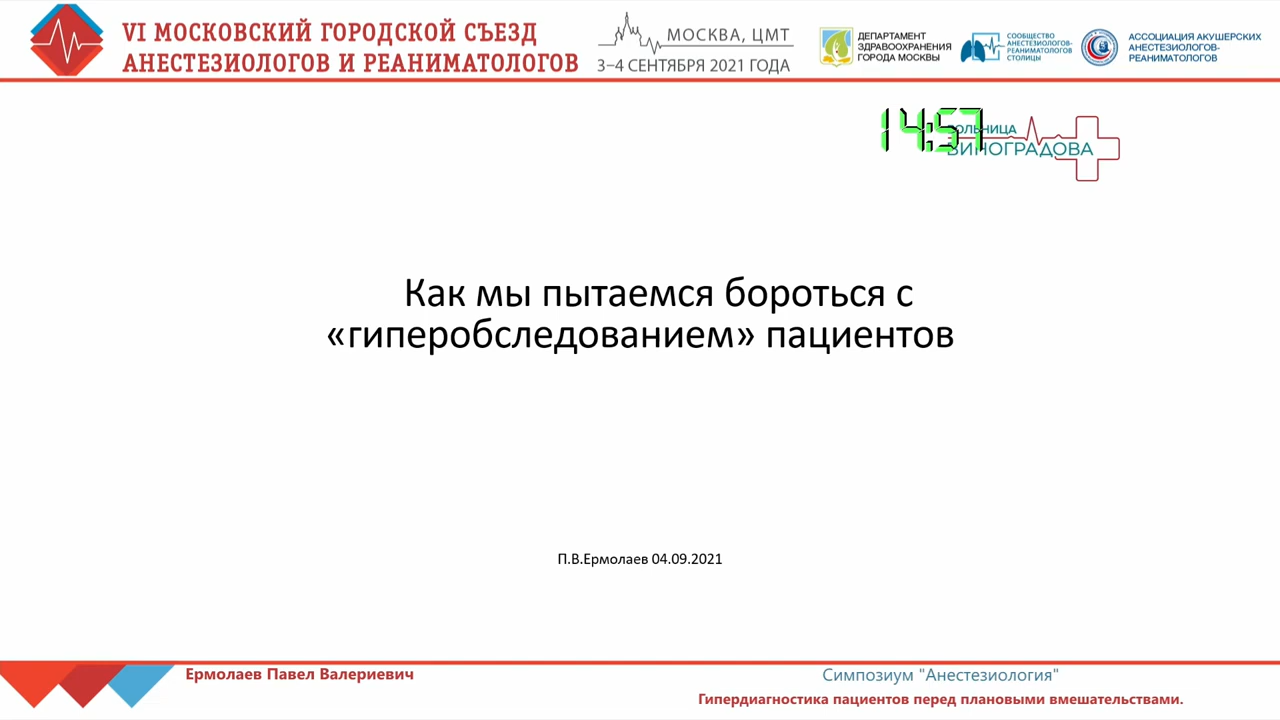 VI МОСКОВСКИЙ ГОРОДСКОЙ СЪЕЗД
АНЕСТЕЗИОЛОГОВ И РЕАНИМАТОЛОГОВ
МОСКВА, ЦМТ
3–4 СЕНТЯБРЯ 2021 ГОДА
ДЕПАРТАМЕНТ
ЗДРАВООХРАНЕНИЯ
ГОРОДА МОСКВЫ
СООБЩЕСТВО
АНЕСТЕЗИОЛОГОВ-
РЕАНИМАТОЛОГОВ
СТОЛИЦЫ
АССОЦИАЦИЯ АКУШЕРСКИХ
АНЕСТЕЗИОЛОГОВ-
РЕАНИМАТОЛОГОВ
14:57
БОЛЬНИЦА
ВИНОГРАДОВА
Как мы пытаемся бороться с
«гиперобследованием» пациентов
П.В.Ермолаев 04.09.2021
Ермолаев Павел Валериевич
Симпозиум "Анестезиология"
Гипердиагностика пациентов перед плановыми вмешательствами.